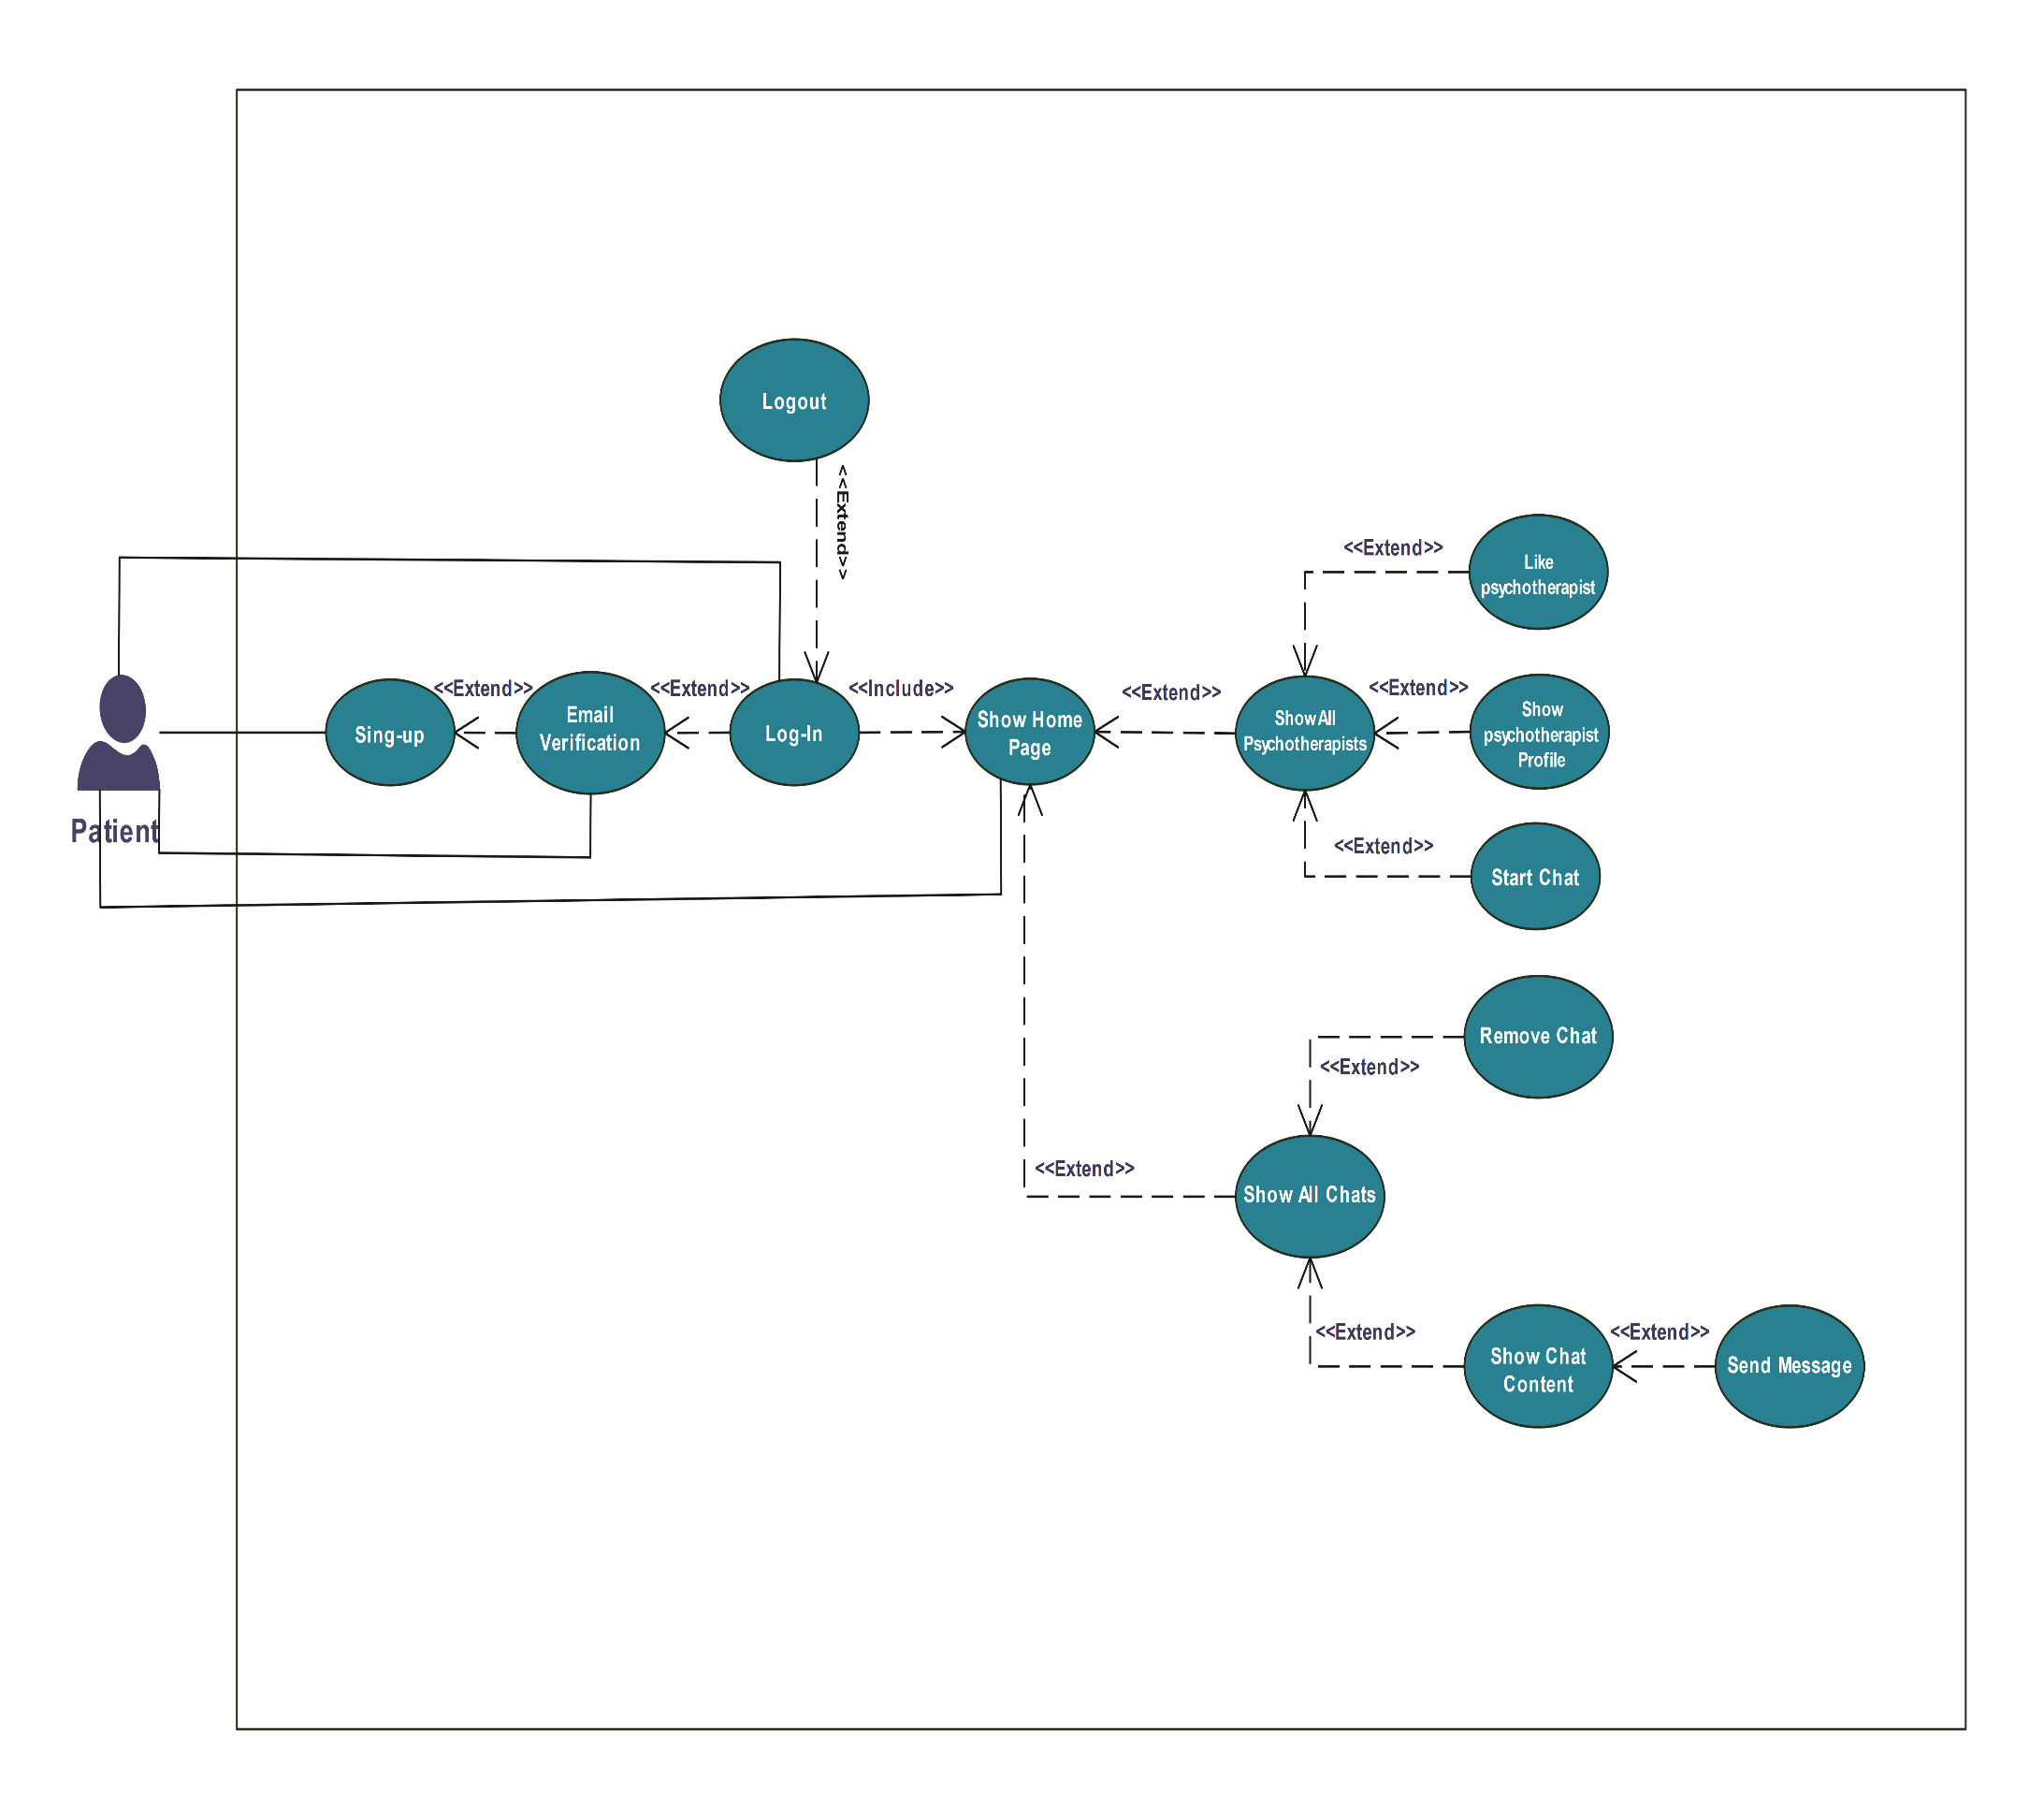 Logout
<<Extend>>
<<Extend>>
Like
psychotherapist
<<Extend>>
<<Extend>>
<<Include>>
<<Extend>>
<<Extend>>
Patient
Sing-up
Email
Verification
Log-In
Show Home
Page
Show All
Psychotherapists
Show
psychotherapist
Profile
<<Extend>>
Start Chat
Remove Chat
<<Extend>>
<<Extend>>
Show All Chats
<<Extend>>
<<Extend>>
Show Chat
Content
Send Message